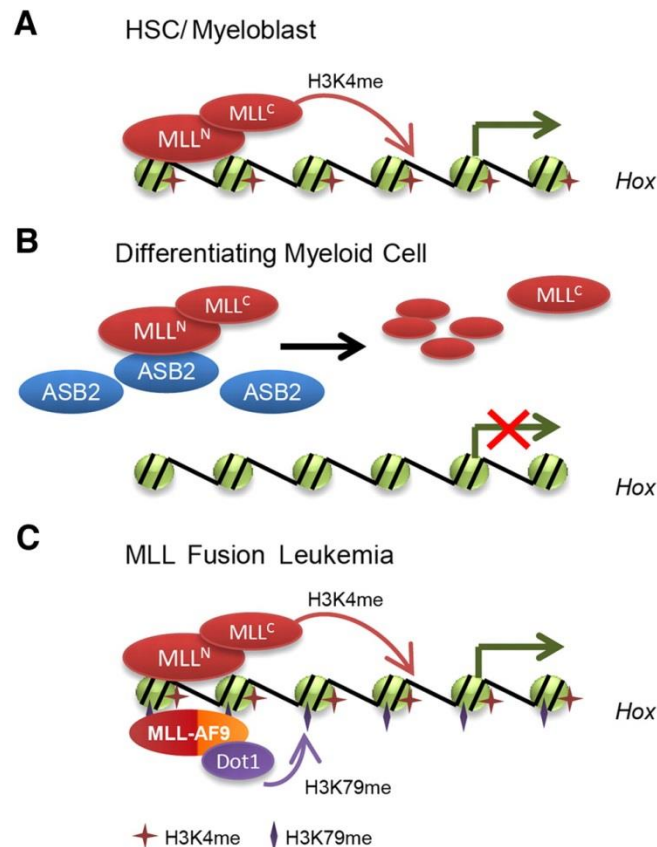 A
HSC/ Myeloblast
H3K4me
MLLᶜ
MLLᴺ
Hox
B
Differentiating Myeloid Cell
MLLᶜ
MLLᶜ
MLLᴺ
ASB2
ASB2
ASB2
Hox
C
MLL Fusion Leukemia
H3K4me
MLLᶜ
MLLᴺ
Hox
MLL-AF9
Dot1
H3K79me
H3K4me
H3K79me